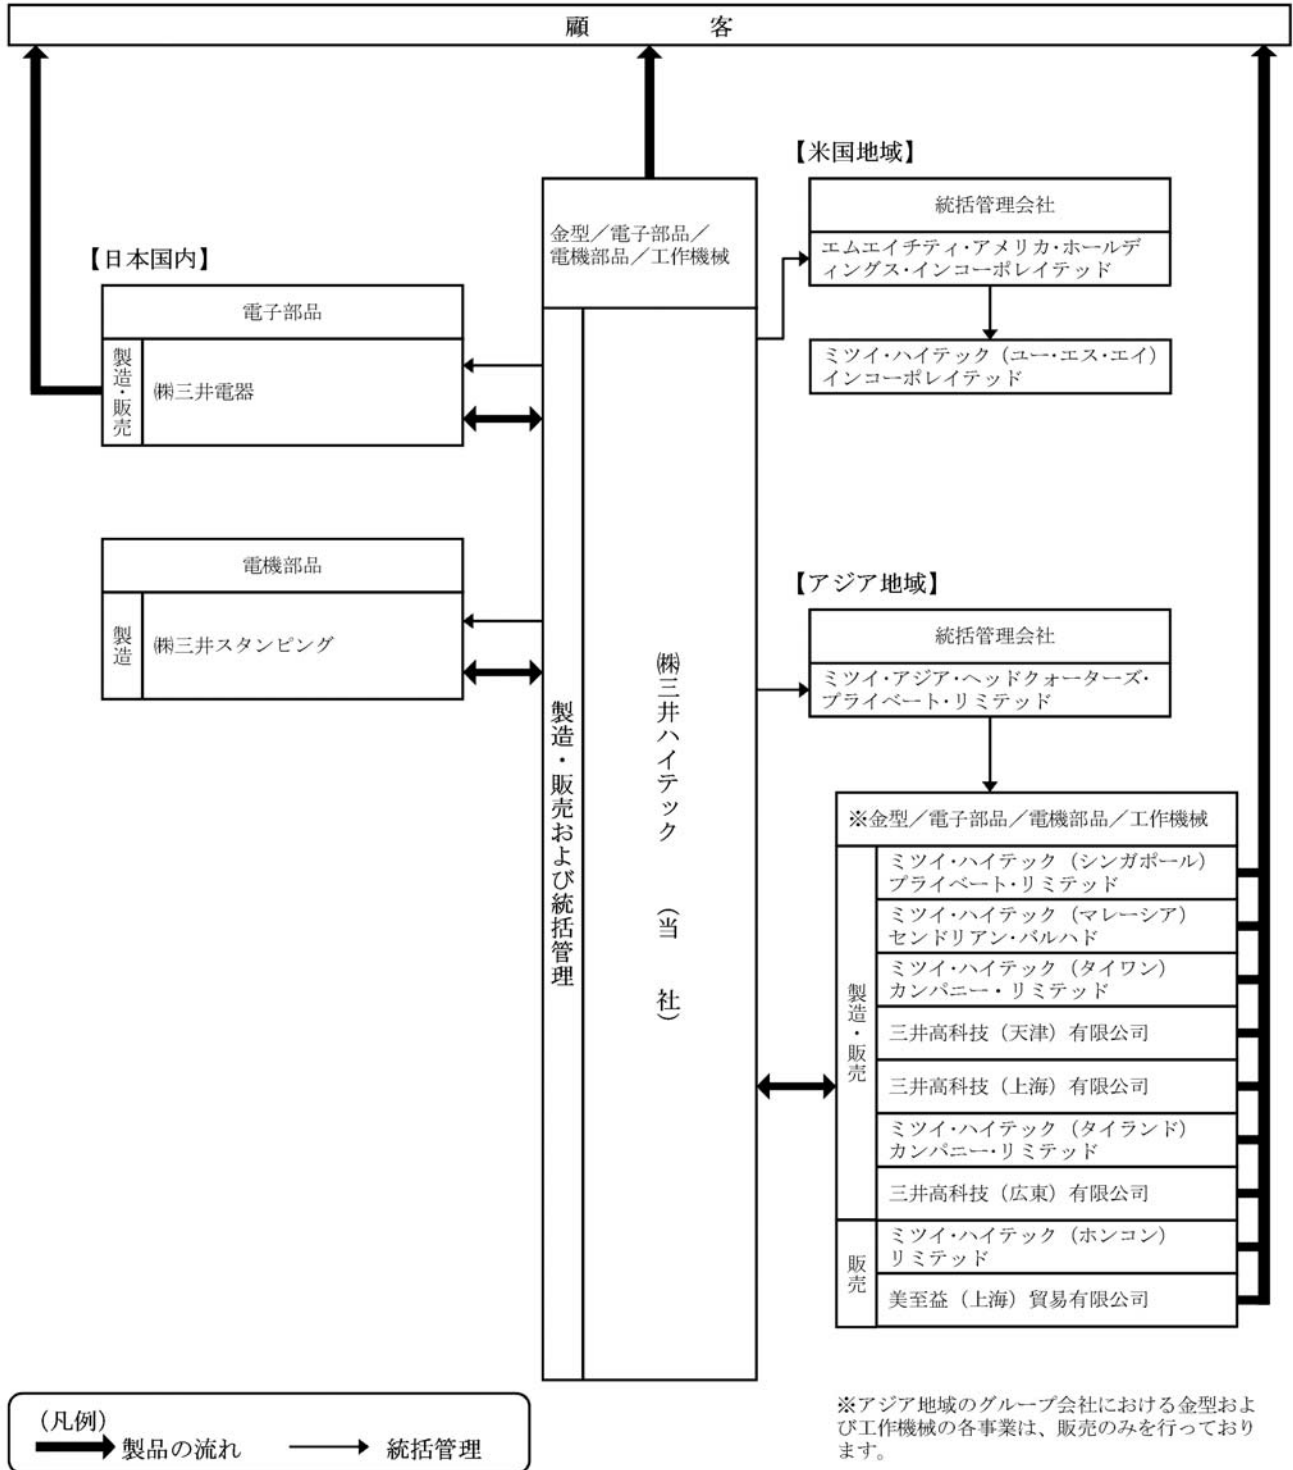 顧客
【米国地域】
統括管理会社
エムエイチティ・アメリカ・ホールデ
ィングス・インコーポレイテッド
ミツイ・ハイテック（ユー・エス・エイ）
インコーポレイテッド
金型／電子部品／
電機部品／工作機械
製造・販売および統括管理
㈱三井ハイテック（当社）
【日本国内】
電子部品
製造・販売
㈱三井電器
電機部品
製造
㈱三井スタンピング
【アジア地域】
統括管理会社
ミツイ・アジア・ヘッドクォーターズ・
プライベート・リミテッド
※金型／電子部品／電機部品／工作機械
製造・販売
ミツイ・ハイテック（シンガポール）
プライベート・リミテッド
ミツイ・ハイテック（マレーシア）
センドリアン・バルハド
ミツイ・ハイテック（タイワン）
カンパニー・リミテッド
三井高科技（天津）有限公司
三井高科技（上海）有限公司
ミツイ・ハイテック（タイランド）
カンパニー・リミテッド
三井高科技（広東）有限公司
販売
ミツイ・ハイテック（ホンコン）
リミテッド
美至益（上海）貿易有限公司
（凡例）
製品の流れ
統括管理
※アジア地域のグループ会社における金型およ
び工作機械の各事業は、販売のみを行っており
ます。